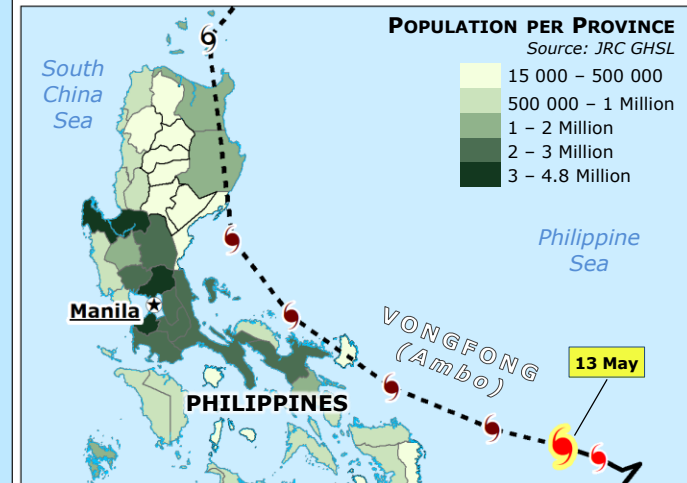 POPULATION PER PROVINCE
Source: JRC GHSL
15 000 – 500 000
500 000 – 1 Million
1 – 2 Million
2 – 3 Million
3 – 4.8 Million
South
China
Sea
Philippine
Sea
Manila
VONGFONG
(Ambo)
13 May
PHILIPPINES